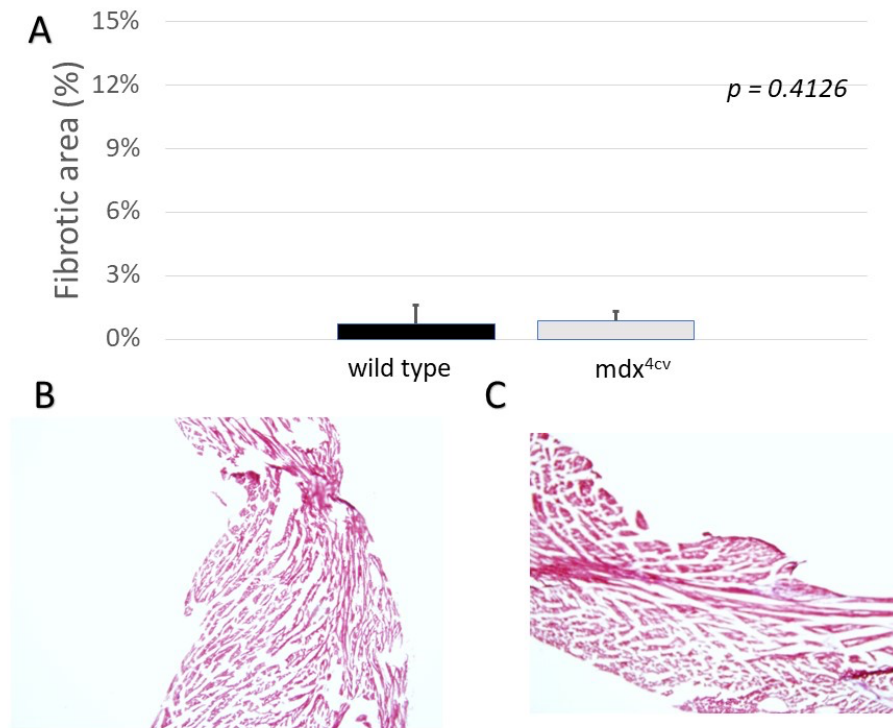 A
Fibrotic area (%)
15%
12%
9%
6%
3%
0%
p = 0.4126
wild type
mdx⁴ᶜᵛ
B
C